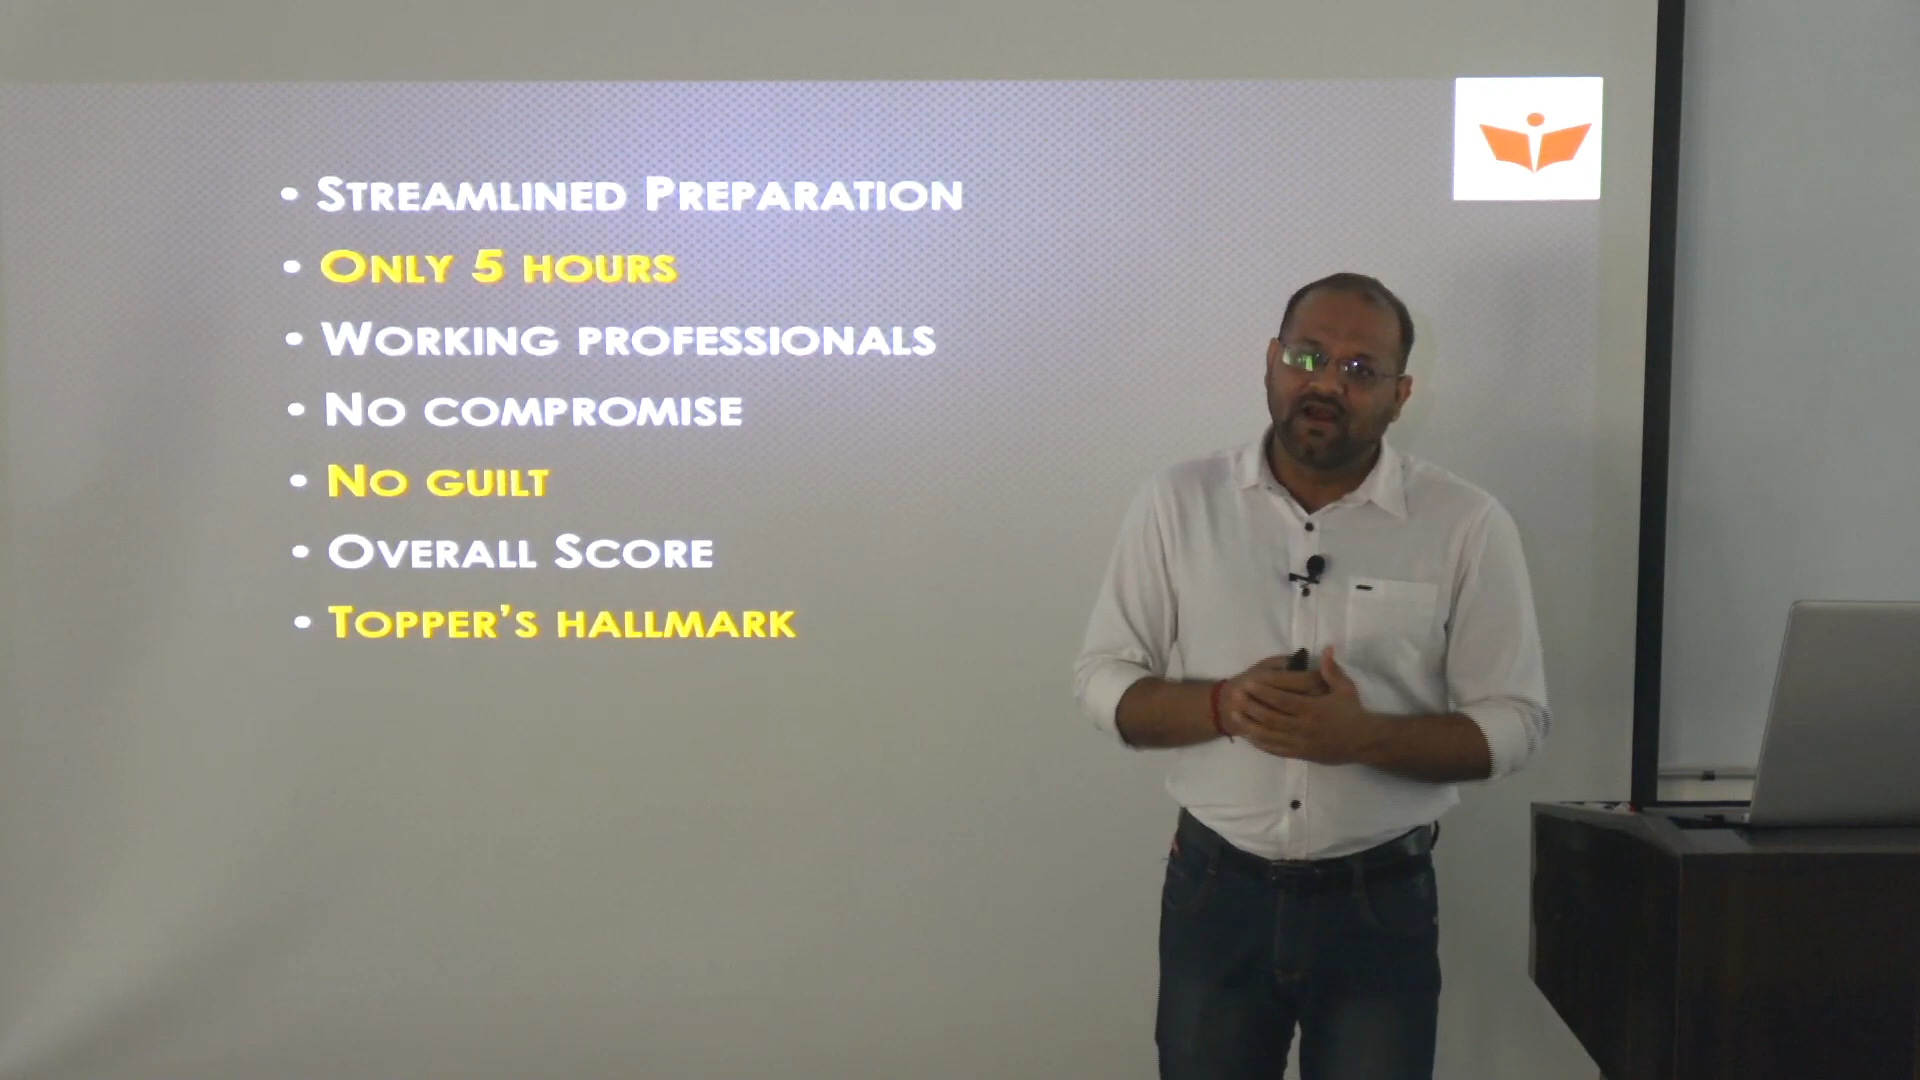 • Streamlined Preparation
• Only 5 hours
• Working professionals
• No compromise
• No guilt
• Overall Score
• Topper's hallmark